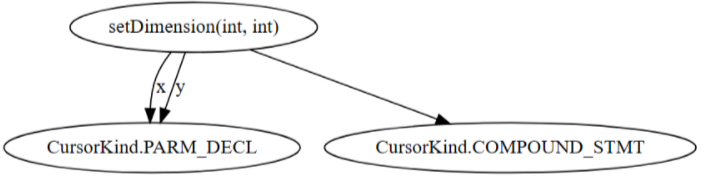 setDimension(int, int)
x y
CursorKind.PARM_DECL
CursorKind.COMPOUND_STMT